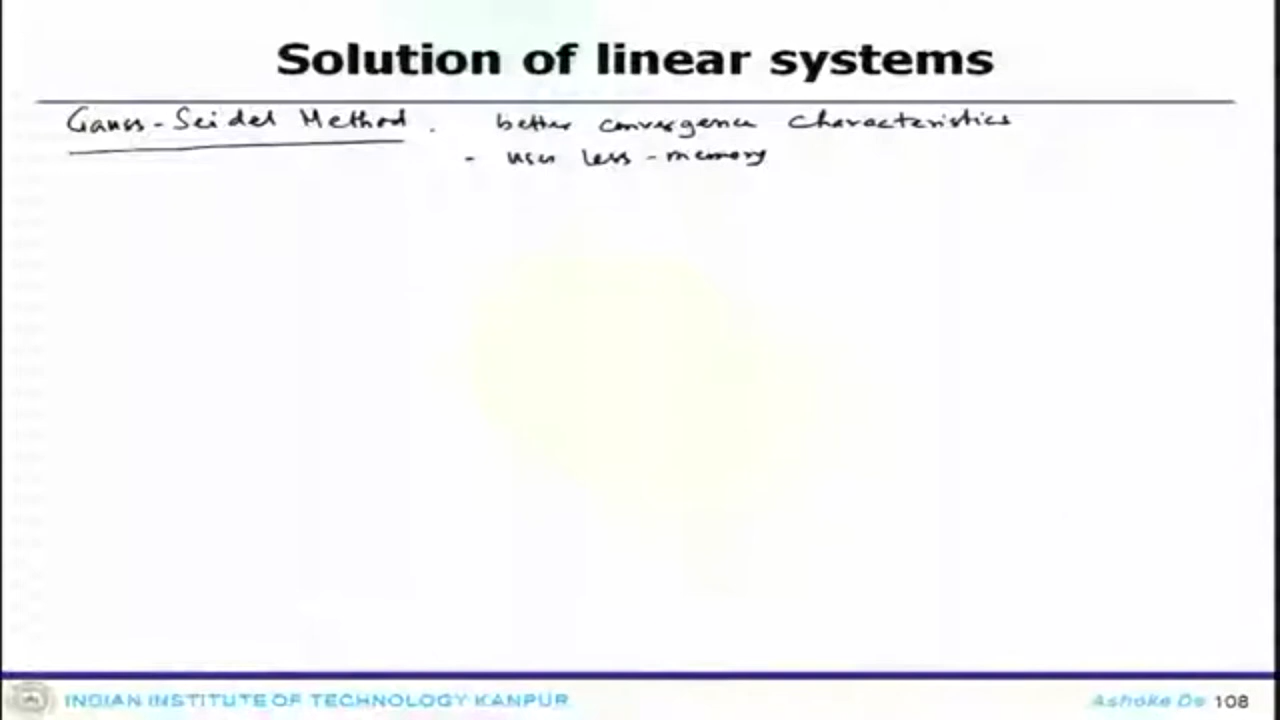 Solution of linear systems
Gauss-Seidel Method . better convergence characteristics
- uses less-memory
INDIAN INSTITUTE OF TECHNOLOGY KANPUR
Ashoke De 108